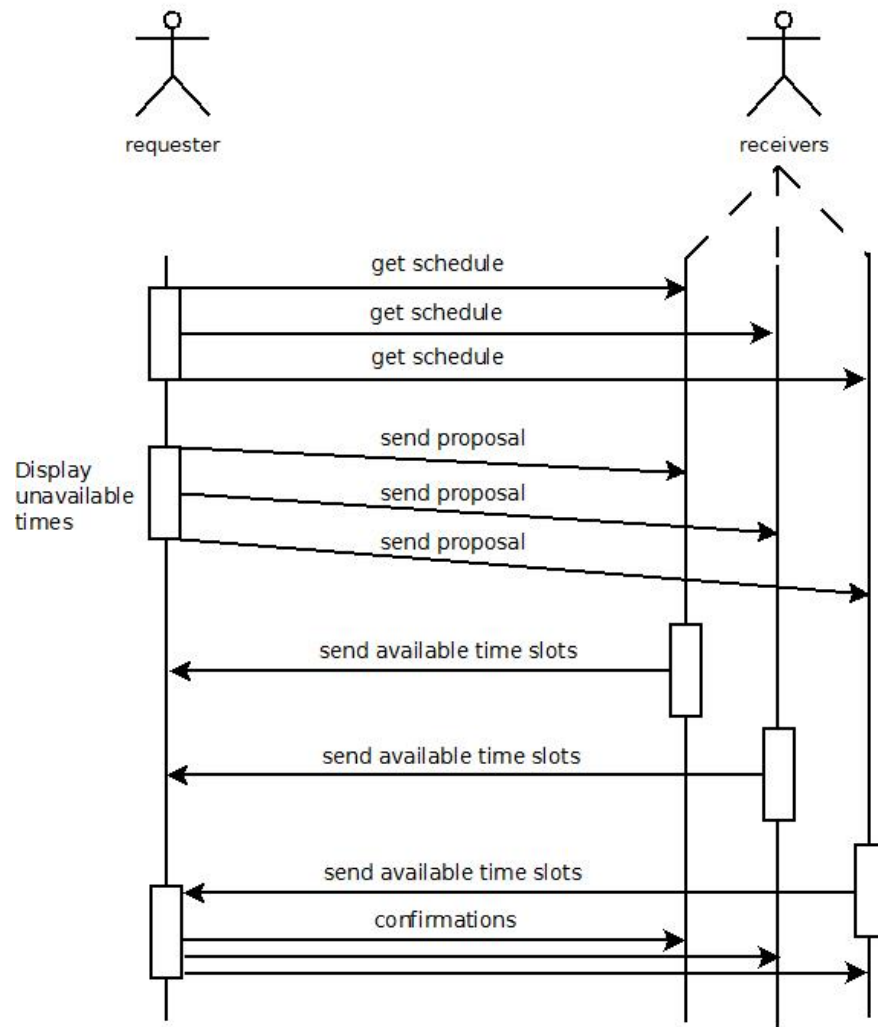 requester
receivers
get schedule
get schedule
get schedule
send proposal
Display
unavailable
times
send proposal
send proposal
send available time slots
send available time slots
send available time slots
confirmations